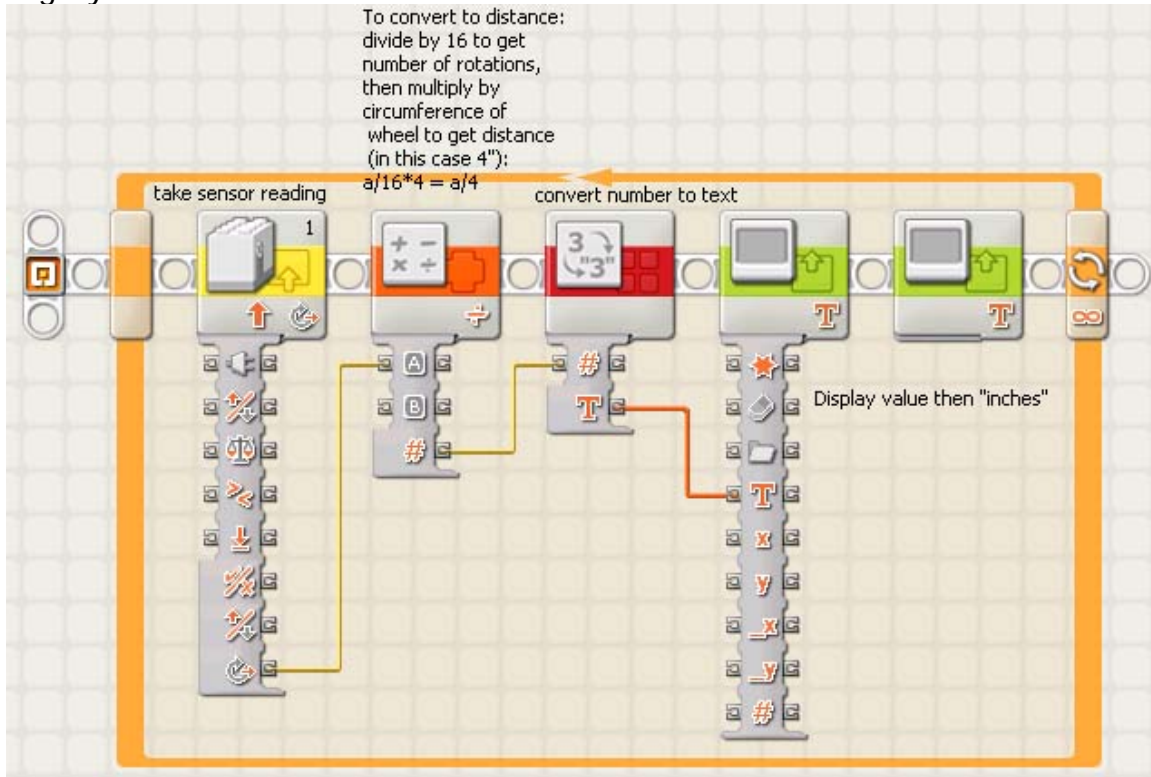 To convert to distance:
divide by 16 to get
number of rotations,
then multiply by
circumference of
wheel to get distance
(in this case 4"):
a/16*4 = a/4
take sensor reading
convert number to text
1
3
"3"
T
T
A
#
B
T
#
Display value then "inches"
T
x
y
_x
_y
#